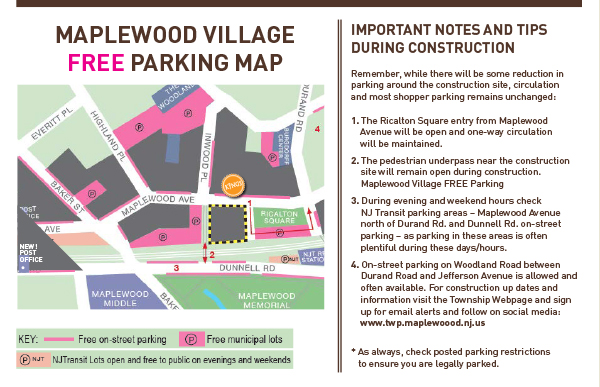 MAPLEWOOD VILLAGE
FREE PARKING MAP
THE
WOODLAND
DURAND RD
EVERITT PL
HIGHLAND PL
INWOOD PL
BURGDORFF
CENTER
4
P
P
P
P
P
BAKER ST
MAPLEWOOD AVE
KINGS
1
RICALTON
SQUARE
POST
OFFICE
AVE
NEW!
POST
OFFICE
2
3
DUNNELL RD
P NJT
NJT RR
STATION
MAPLEWOOD
MIDDLE
BAKE
MAPLEWOOD
MEMORIAL
KEY:
Free on-street parking
P Free municipal lots
P NJT NJTransit Lots open and free to public on evenings and weekends
IMPORTANT NOTES AND TIPS
DURING CONSTRUCTION
Remember, while there will be some reduction in
parking around the construction site, circulation
and most shopper parking remains unchanged:
1. The Ricalton Square entry from Maplewood
Avenue will be open and one-way circulation
will be maintained.
2. The pedestrian underpass near the construction
site will remain open during construction.
Maplewood Village FREE Parking
3. During evening and weekend hours check
NJ Transit parking areas – Maplewood Avenue
north of Durand Rd. and Dunnell Rd. on-street
parking – as parking in these areas is often
plentiful during these days/hours.
4. On-street parking on Woodland Road between
Durand Road and Jefferson Avenue is allowed and
often available. For construction up dates and
information visit the Township Webpage and sign
up for email alerts and follow on social media:
www.twp.maplewoood.nj.us
* As always, check posted parking restrictions
to ensure you are legally parked.